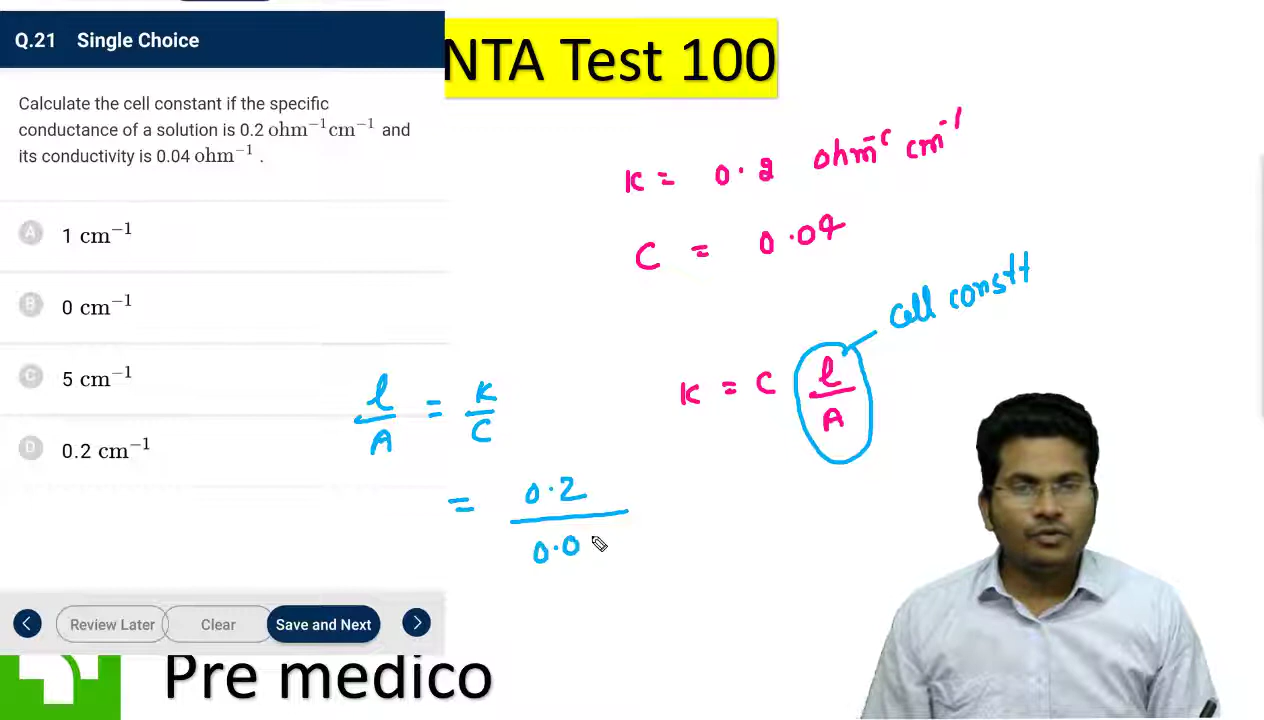 Q.21 Single Choice
NTA Test 100
Calculate the cell constant if the specific
conductance of a solution is 0.2 ohm⁻¹cm⁻¹ and
its conductivity is 0.04 ohm⁻¹ .
A 1 cm⁻¹
B 0 cm⁻¹
C 5 cm⁻¹
D 0.2 cm⁻¹
K = 0.2 ohm⁻¹ cm⁻¹
C = 0.04
cell constt
K = C l/A
l/A = K/C
= 0.2/0.0
Review Later Clear Save and Next
Pre medico